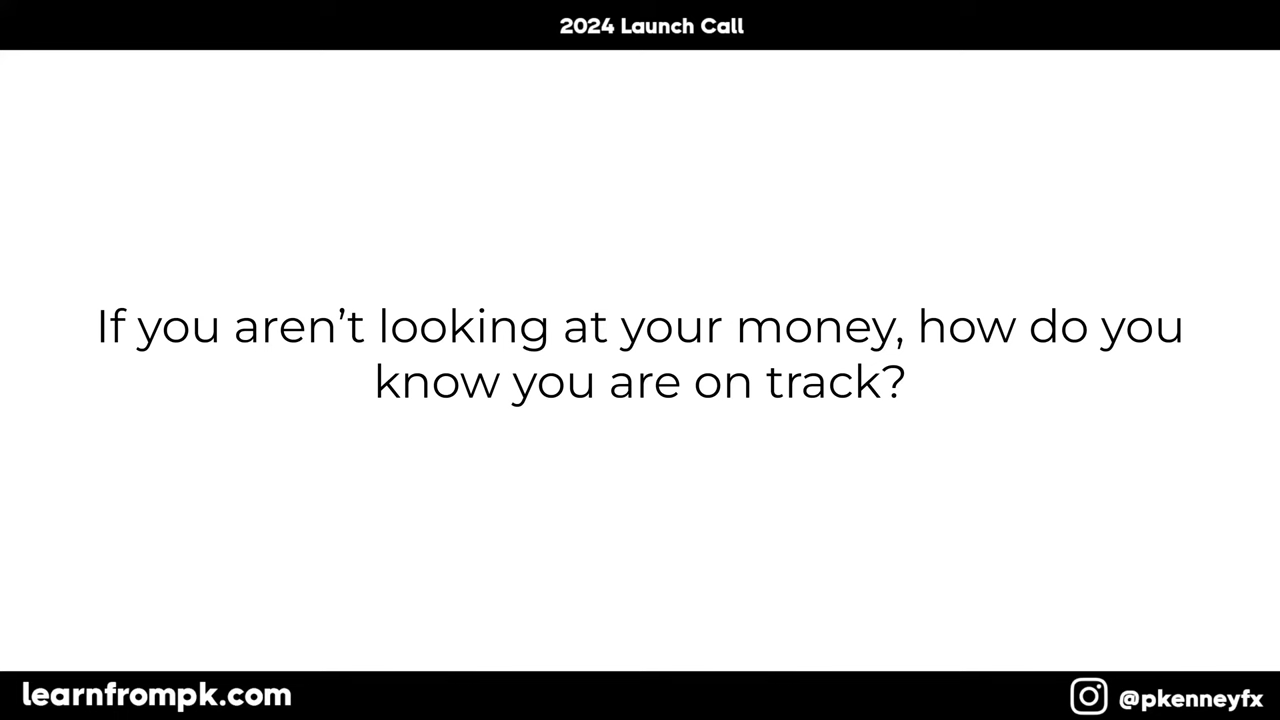 2024 Launch Call
If you aren’t looking at your money, how do you
know you are on track?
learnfrompk.com
@pkenneyfx